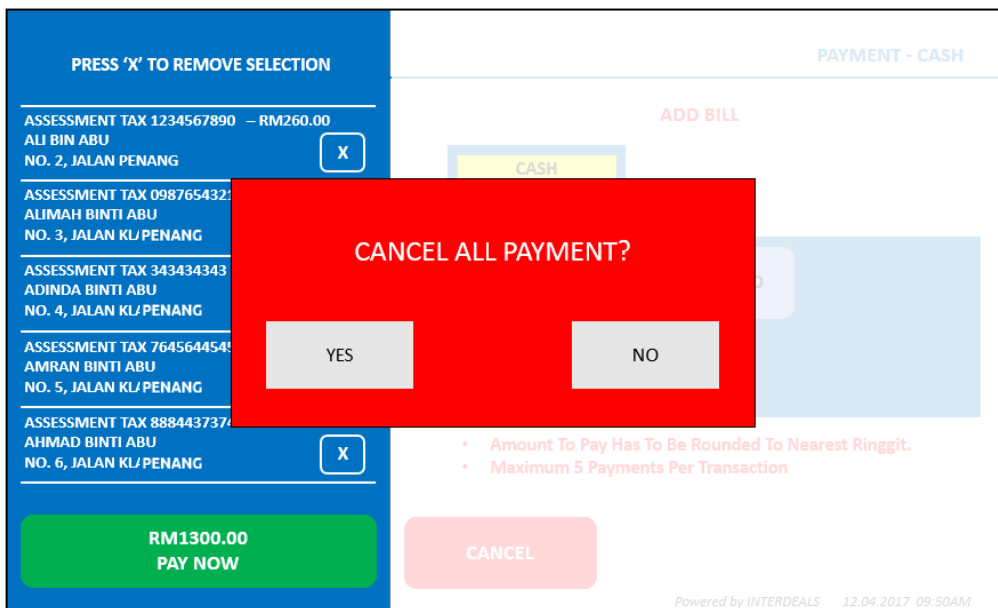 PRESS ‘X’ TO REMOVE SELECTION
ASSESSMENT TAX 1234567890 – RM260.00
ALI BIN ABU
NO. 2, JALAN PENANG
X
ASSESSMENT TAX 0987654321
ALIMAH BINTI ABU
NO. 3, JALAN PENANG
ASSESSMENT TAX 343434343
ADINDA BINTI ABU
NO. 4, JALAN PENANG
ASSESSMENT TAX 764564454
AMRAN BINTI ABU
NO. 5, JALAN PENANG
ASSESSMENT TAX 888443737
AHMAD BINTI ABU
NO. 6, JALAN PENANG
X
RM1300.00
PAY NOW
PAYMENT - CASH
ADD BILL
CASH
CANCEL ALL PAYMENT?
YES
NO
• Amount To Pay Has To Be Rounded To Nearest Ringgit.
• Maximum 5 Payments Per Transaction
CANCEL
Powered by INTERDEALS 12.04.2017 09:50AM